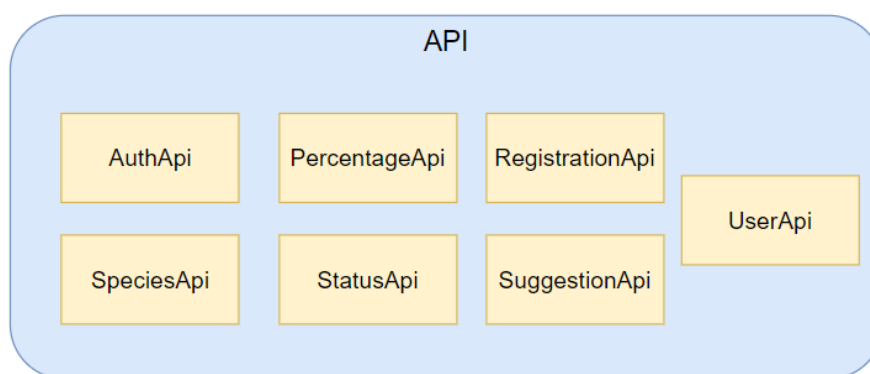 API
AuthApi
PercentageApi
RegistrationApi
UserApi
SpeciesApi
StatusApi
SuggestionApi